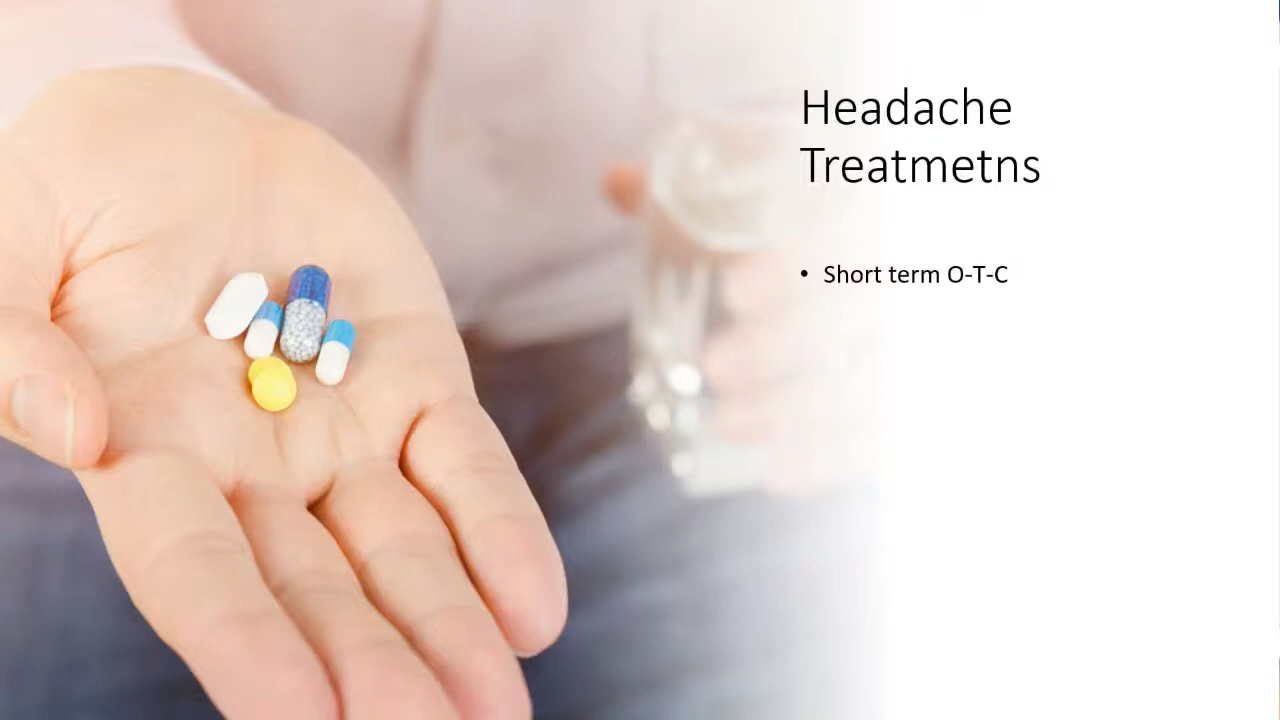 Headache
Treatmetns
• Short term O-T-C